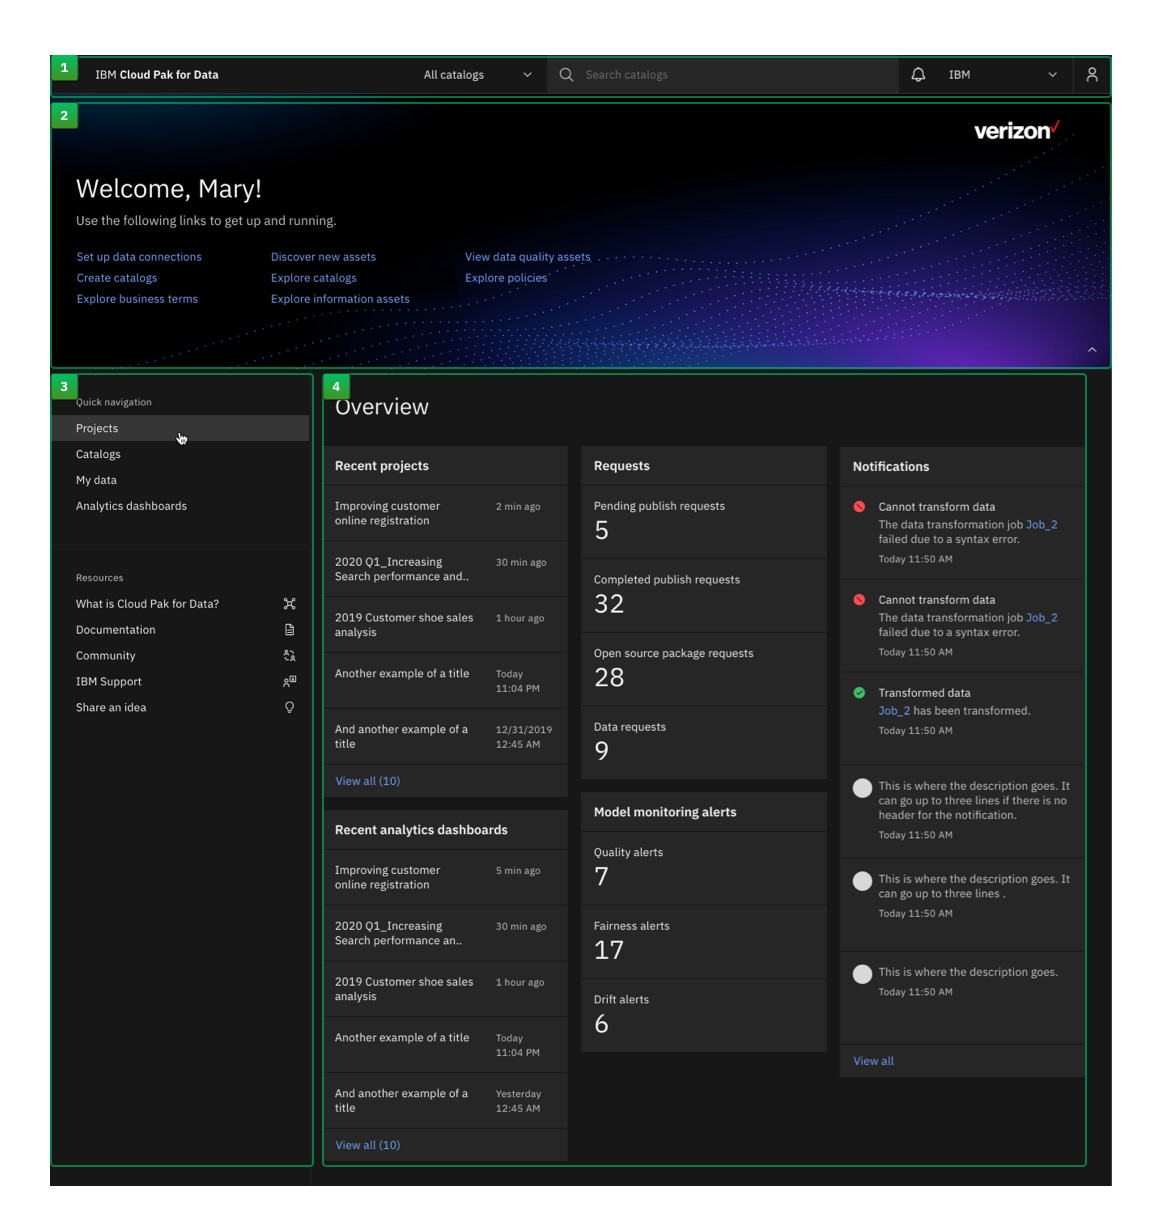 1
IBM Cloud Pak for Data
All catalogs
Search catalogs
IBM
2
verizon
Welcome, Mary!
Use the following links to get up and running.
Set up data connections
Discover new assets
View data quality assets
Create catalogs
Explore catalogs
Explore policies
Explore business terms
Explore information assets
3
Quick navigation
Projects
Catalogs
My data
Analytics dashboards
Resources
What is Cloud Pak for Data?
Documentation
Community
IBM Support
Share an idea
4
Overview
Recent projects
Improving customer
online registration
2 min ago
2020 Q1_Increasing
Search performance and..
30 min ago
2019 Customer shoe sales
analysis
1 hour ago
Another example of a title
Today
11:04 PM
And another example of a
title
12/31/2019
12:45 AM
View all (10)
Recent analytics dashboards
Improving customer
online registration
5 min ago
2020 Q1_Increasing
Search performance an..
30 min ago
2019 Customer shoe sales
analysis
1 hour ago
Another example of a title
Today
11:04 PM
And another example of a
title
Yesterday
12:45 AM
View all (10)
Requests
Pending publish requests
5
Completed publish requests
32
Open source package requests
28
Data requests
9
Model monitoring alerts
Quality alerts
7
Fairness alerts
17
Drift alerts
6
Notifications
Cannot transform data
The data transformation job Job_2
failed due to a syntax error.
Today 11:50 AM
Cannot transform data
The data transformation job Job_2
failed due to a syntax error.
Today 11:50 AM
Transformed data
Job_2 has been transformed.
Today 11:50 AM
This is where the description goes. It
can go up to three lines if there is no
header for the notification.
Today 11:50 AM
This is where the description goes. It
can go up to three lines .
Today 11:50 AM
This is where the description goes.
Today 11:50 AM
View all